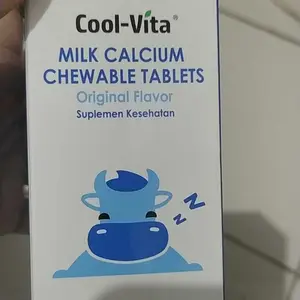 Cool-Vita®
MILK CALCIUM
CHEWABLE TABLETS
Original Flavor
Suplemen Kesehatan
z z z